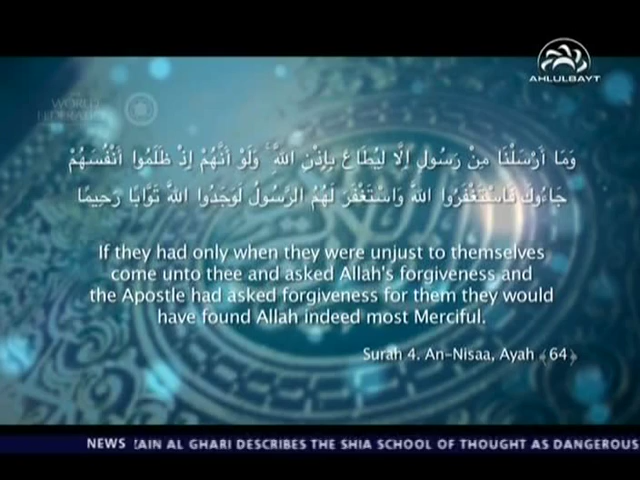 AHLULBAYT
WORLD
FEDERATION
وَمَا أَرْسَلْنَا مِنْ رَسُولٍ إِلَّا لِيُطَاعَ بِإِذْنِ اللَّهِ ۚ وَلَوْ أَنَّهُمْ إِذْ ظَلَمُوا أَنْفُسَهُمْ
جَاءُوكَ فَاسْتَغْفَرُوا اللَّهَ وَاسْتَغْفَرَ لَهُمُ الرَّسُولُ لَوَجَدُوا اللَّهَ تَوَّابًا رَحِيمًا
If they had only when they were unjust to themselves
come unto thee and asked Allah's forgiveness and
the Apostle had asked forgiveness for them they would
have found Allah indeed most Merciful.
Surah 4. An-Nisaa, Ayah ﴾64﴿
NEWS ZAIN AL GHARI DESCRIBES THE SHIA SCHOOL OF THOUGHT AS DANGEROUS